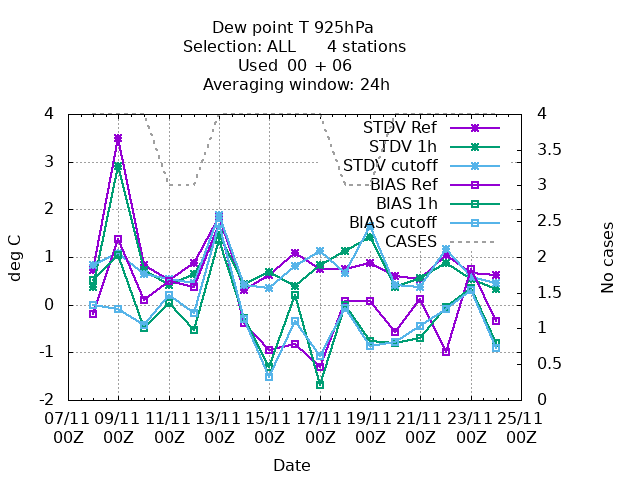 Dew point T 925hPa
Selection: ALL      4 stations
Used  00 + 06
Averaging window: 24h
4 4
STDV Ref
STDV 1h 3.5
3 STDV cutoff 3
BIAS Ref
BIAS 1h
2 BIAS cutoff 2.5
CASES
1 2
deg C No cases
0 1.5
1
-1 0.5
-2 0
07/11 09/11 11/11 13/11 15/11 17/11 19/11 21/11 23/11 25/11
00Z 00Z 00Z 00Z 00Z 00Z 00Z 00Z 00Z 00Z
Date